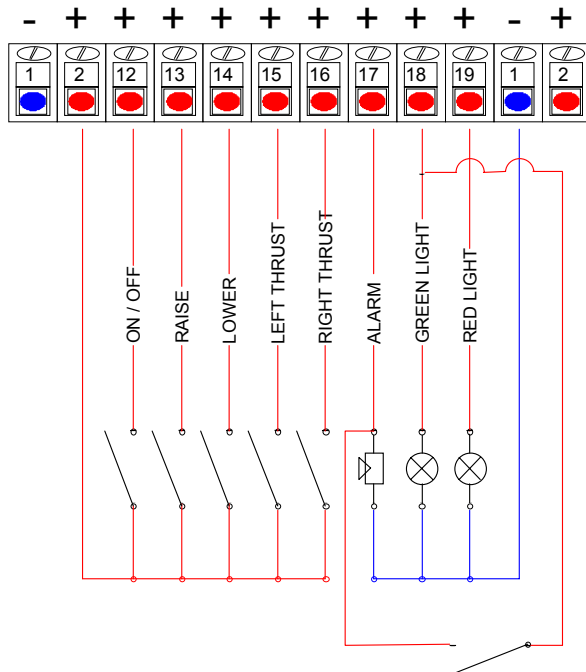 - + + + + + + + + + - +
1 2 12 13 14 15 16 17 18 19 1 2
ON / OFF
RAISE
LOWER
LEFT THRUST
RIGHT THRUST
ALARM
GREEN LIGHT
RED LIGHT